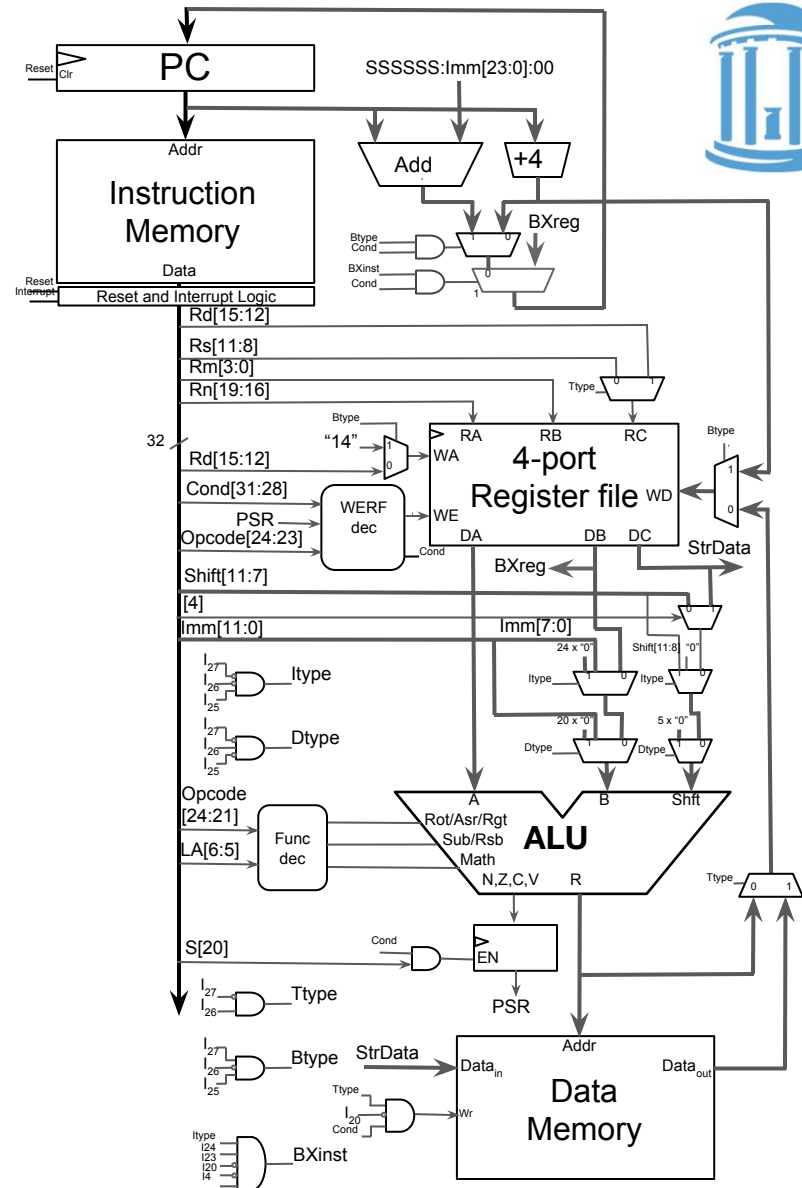 PC
Reset
Clr
SSSSSS:Imm[23:0]:00
Addr
Instruction
Memory
Data
Add
+4
BXreg
Btype
Cond
1
0
BXinst
Cond
0
1
Reset
Interrupt
Reset and Interrupt Logic
Rd[15:12]
Rs[11:8]
Rm[3:0]
Rn[19:16]
Ttype
0
1
32
Btype
"14"
1
0
Rd[15:12]
RA
RB
RC
WA
4-port
Register file
WD
WE
DA
DB
DC
Btype
1
0
Cond[31:28]
PSR
Opcode[24:23]
WERF
dec
Cond
BXreg
StrData
Shift[11:7]
[4]
Imm[11:0]
0
1
Imm[7:0]
24 x "0"
Shift[11:8]
"0"
Itype
1
0
Itype
1
0
20 x "0"
5 x "0"
Dtype
1
0
Dtype
1
0
I27
I26
I25
Itype
I27
I26
I25
Dtype
A
B
Shft
Rot/Asr/Rgt
Sub/Rsb
Math
ALU
N,Z,C,V
R
Opcode
[24:21]
LA[6:5]
Func
dec
Ttype
0
1
S[20]
Cond
EN
PSR
I27
I26
Ttype
I27
I26
I25
Btype
StrData
Addr
Data in
Data out
Data
Memory
Ttype
I20
Cond
Wr
Itype
I24
I23
I20
I4
BXinst